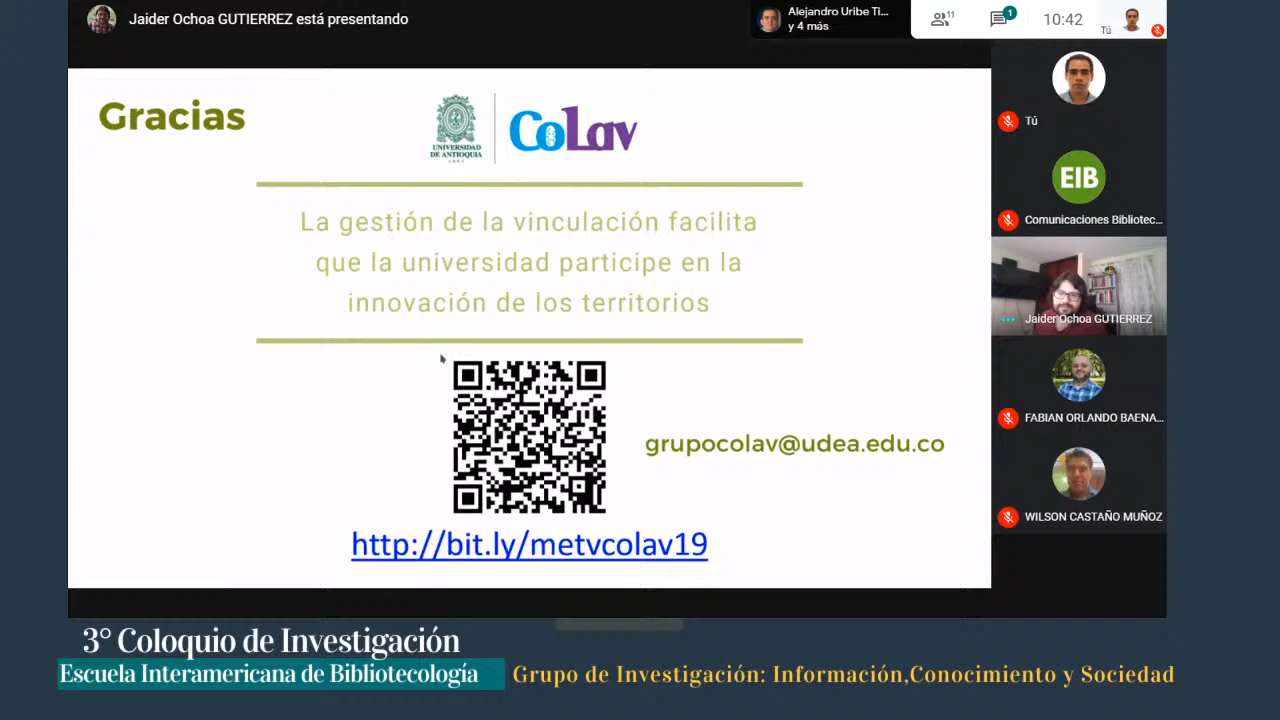 Jaider Ochoa GUTIERREZ está presentando
Alejandro Uribe Ti...
y 4 más
11
1
10:42
Tú
Gracias
UNIVERSIDAD
DE ANTIOQUIA
1803
CoLav
La gestión de la vinculación facilita
que la universidad participe en la
innovación de los territorios
grupocolav@udea.edu.co
http://bit.ly/metvcolav19
Tú
EIB
Comunicaciones Bibliotec...
Jaider Ochoa GUTIERREZ
FABIAN ORLANDO BAENA...
WILSON CASTAÑO MUÑOZ
3° Coloquio de Investigación
Escuela Interamericana de Bibliotecología
Grupo de Investigación: Información,Conocimiento y Sociedad